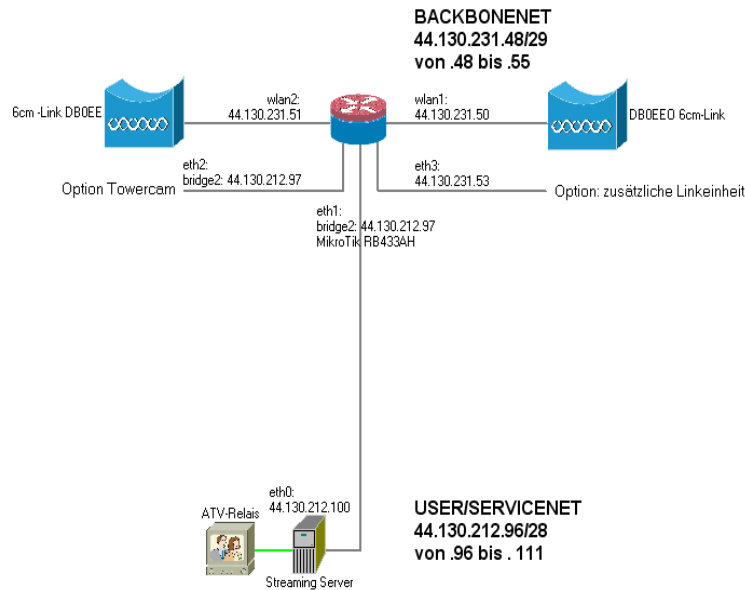 BACKBONENET
44.130.231.48/29
von .48 bis .55
wlan2:
44.130.231.51
wlan1:
44.130.231.50
6cm -Link DB0EE
DB0EEO 6cm-Link
eth2:
bridge2: 44.130.212.97
Option Towercam
eth3:
44.130.231.53
Option: zusätzliche Linkeinheit
eth1:
bridge2: 44.130.212.97
MikroTik RB433AH
eth0:
44.130.212.100
ATV-Relais
Streaming Server
USER/SERVICENET
44.130.212.96/28
von .96 bis . 111